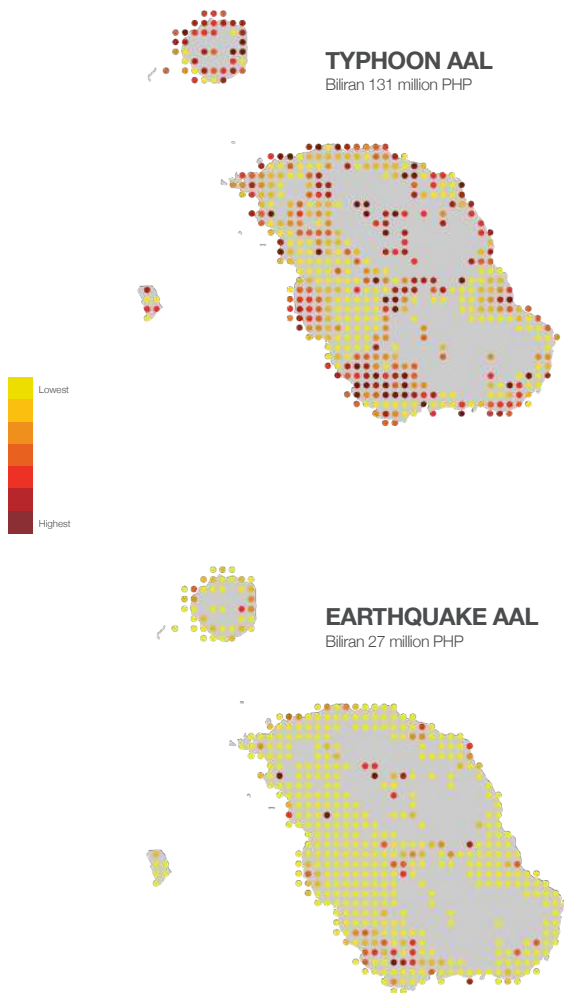 TYPHOON AAL
Biliran 131 million PHP
Lowest
Highest
EARTHQUAKE AAL
Biliran 27 million PHP